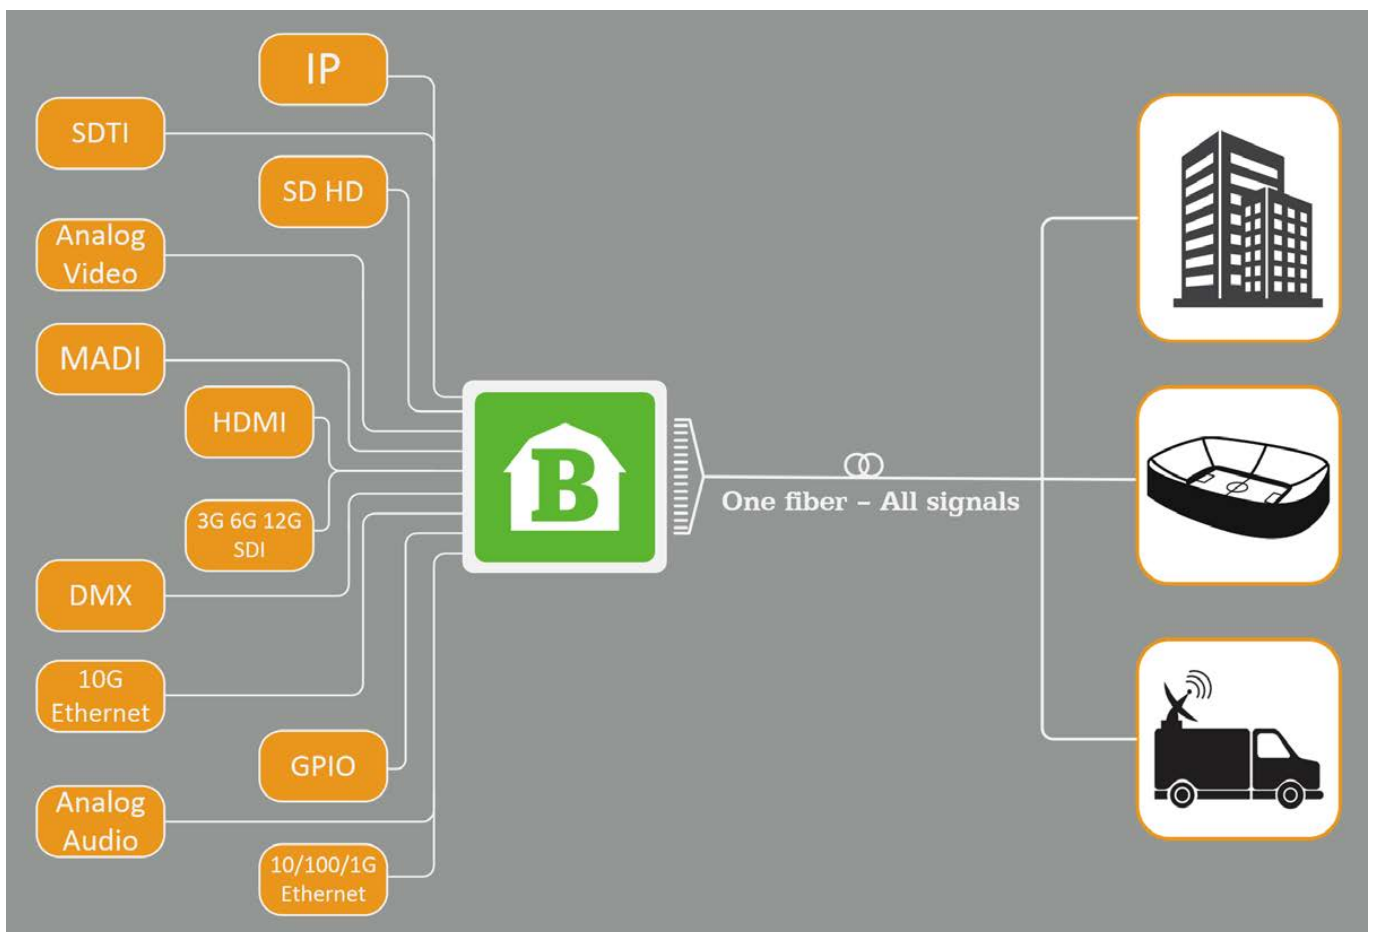 IP
SDTI
SD HD
Analog
Video
MADI
HDMI
3G 6G 12G
SDI
DMX
10G
Ethernet
GPIO
Analog
Audio
10/100/1G
Ethernet
B
One fiber – All signals